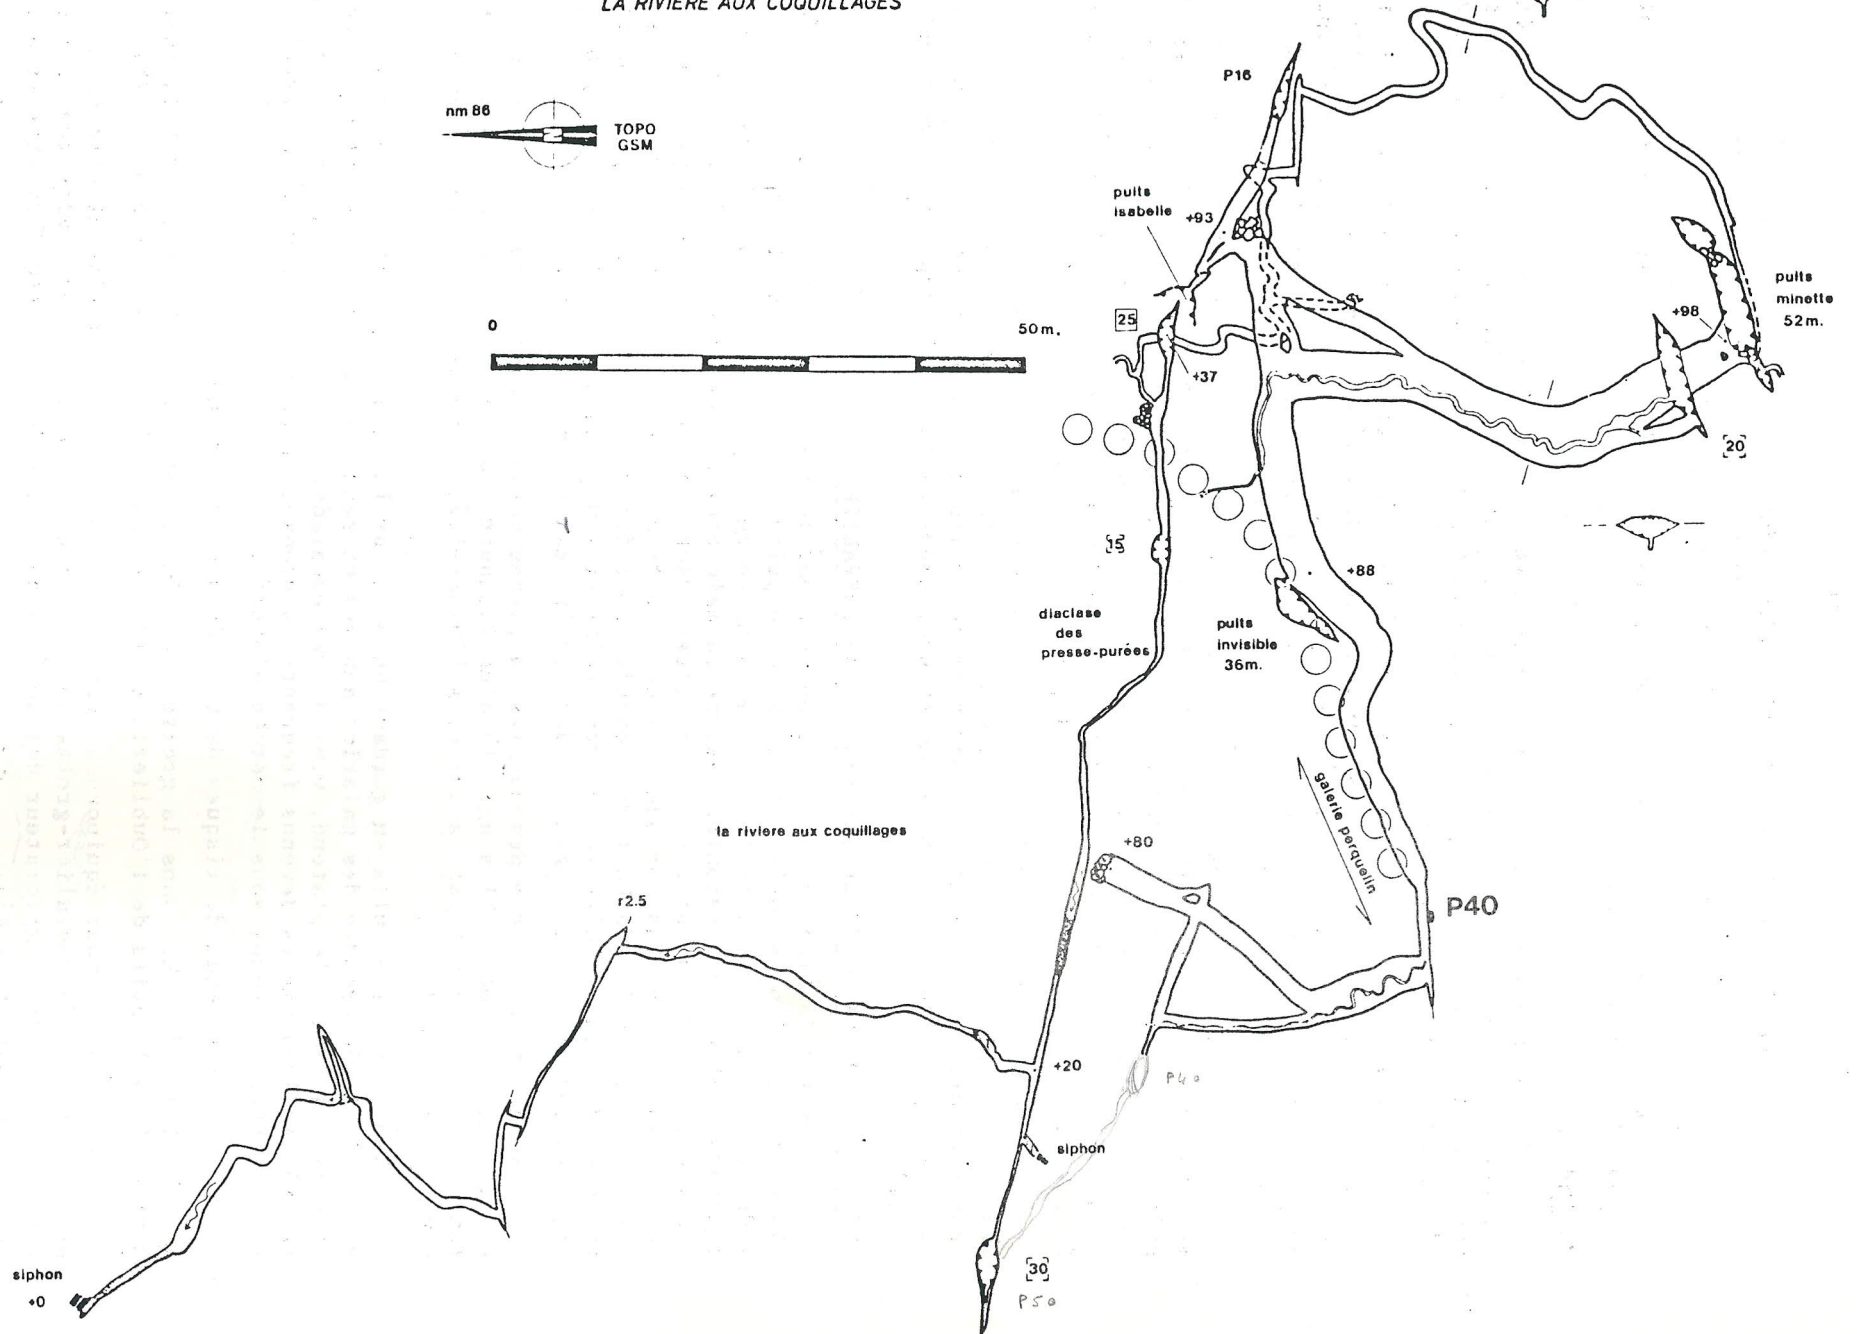 LA RIVIERE AUX COQUILLAGES
P16
nm 86
TOPO
GSM
N
puits
isabelle
+93
puits
minette
52m.
+98
0
50m.
25
+37
20
15
+88
diaclase
des
presse-purées
puits
invisible
36m.
galerie perquelin
la riviere aux coquillages
+80
r2.5
P40
+20
P40
siphon
siphon
+0
30
P50